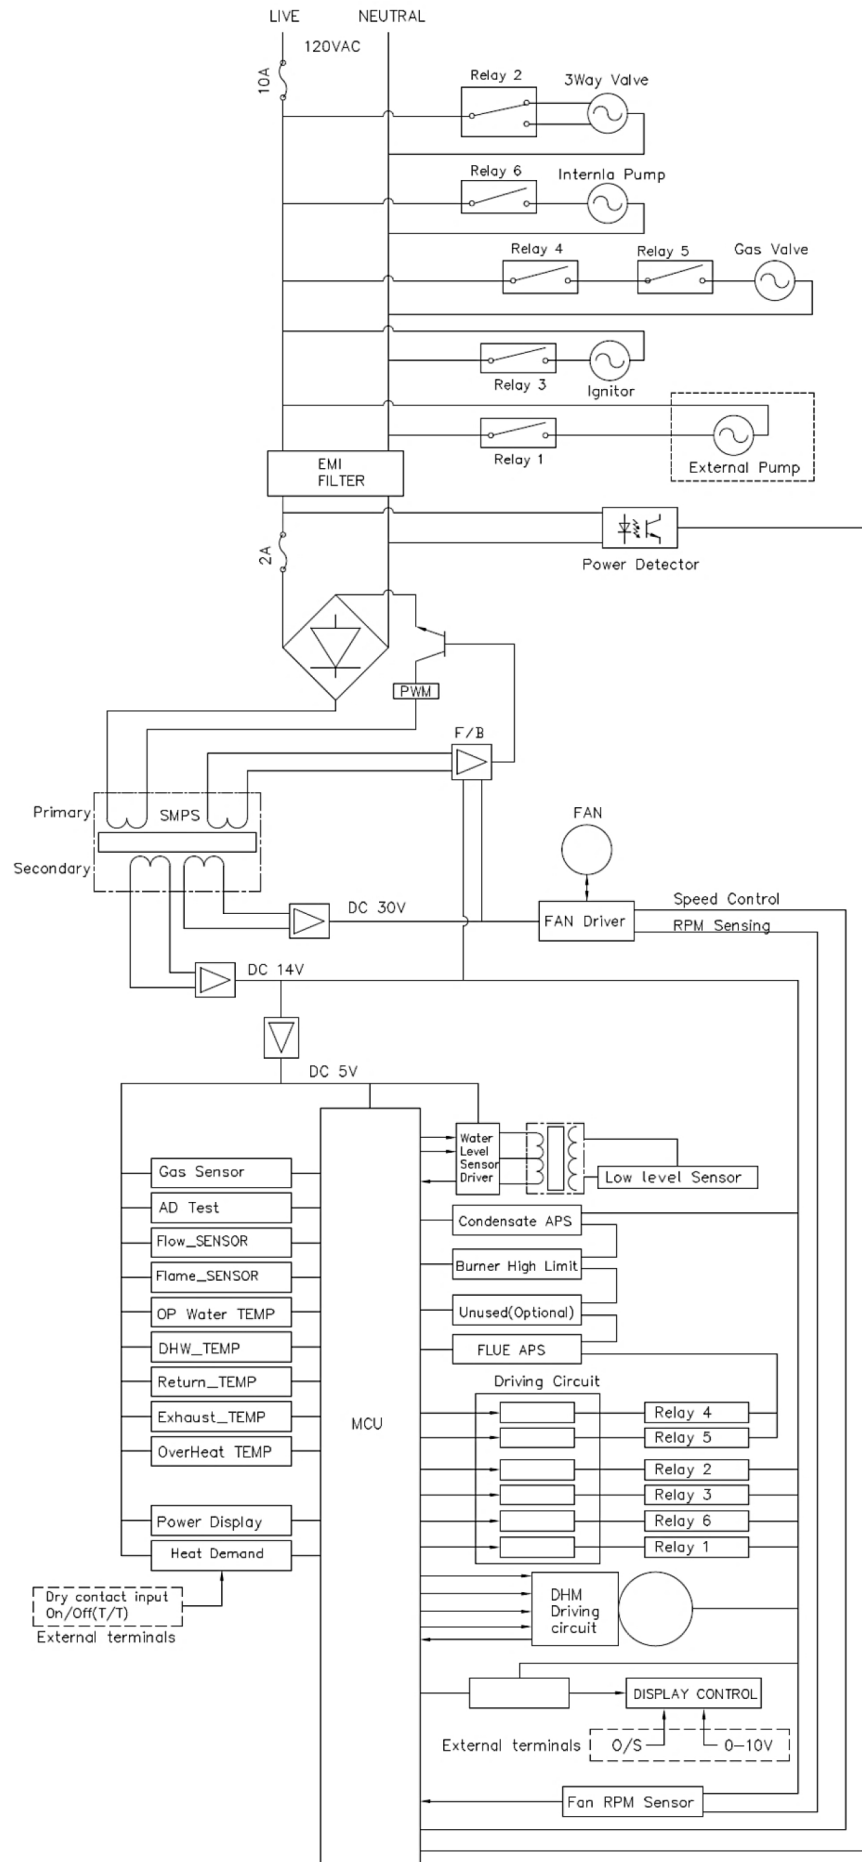 LIVE
NEUTRAL
120VAC
10A
Relay 2
3Way Valve
Relay 6
Internla Pump
Relay 4
Relay 5
Gas Valve
Relay 3
Ignitor
Relay 1
External Pump
EMI
FILTER
2A
Power Detector
PWM
F/B
Primary
SMPS
Secondary
FAN
DC 30V
FAN Driver
Speed Control
RPM Sensing
DC 14V
DC 5V
Water
Level
Sensor
Driver
Low level Sensor
Gas Sensor
AD Test
Flow_SENSOR
Flame_SENSOR
OP Water TEMP
DHW_TEMP
Return_TEMP
Exhaust_TEMP
OverHeat TEMP
Power Display
Heat Demand
Dry contact input
On/Off(T/T)
External terminals
MCU
Condensate APS
Burner High Limit
Unused(Optional)
FLUE APS
Driving Circuit
Relay 4
Relay 5
Relay 2
Relay 3
Relay 6
Relay 1
DHM
Driving
circuit
DISPLAY CONTROL
External terminals
O/S
0-10V
Fan RPM Sensor